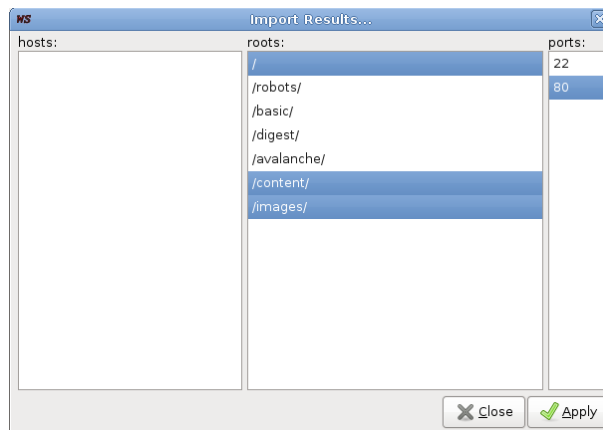 WS Import Results...
hosts:
roots:
ports:
/
/robots/
/basic/
/digest/
/avalanche/
/content/
/images/
22
80
Close
Apply